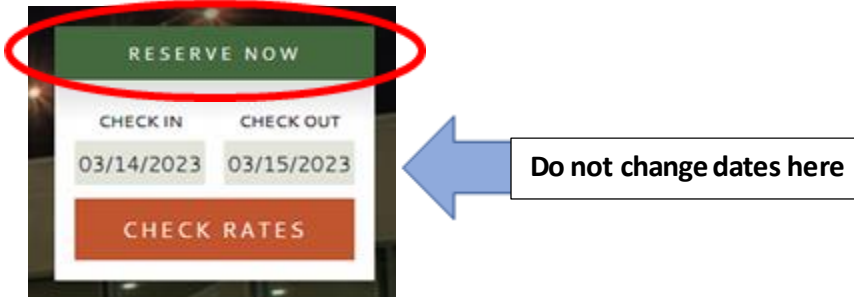 RESERVE NOW
CHECK IN CHECK OUT
03/14/2023 03/15/2023
Do not change dates here
CHECK RATES